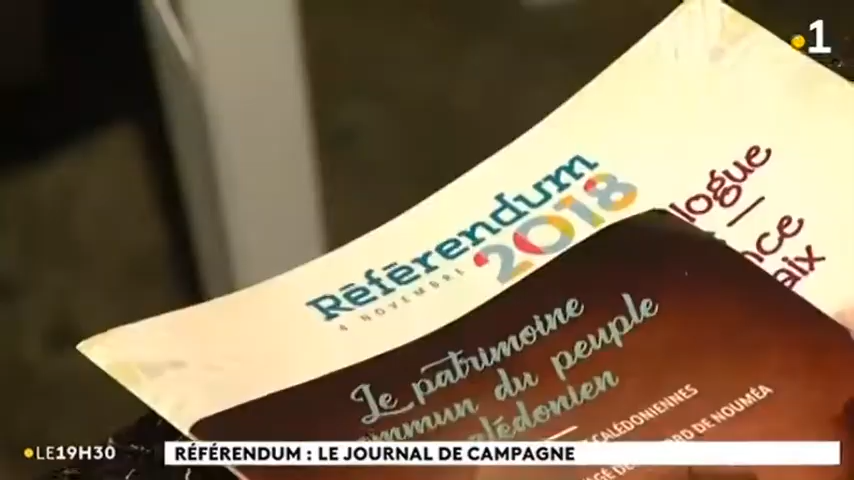 1
Référendum
4 NOVEMBRE 2018
logue
—
nce
aix
Le patrimoine
commun du peuple
calédonien
CALÉDONIENNES
DE NOUMÉA
LE19H30
RÉFÉRENDUM : LE JOURNAL DE CAMPAGNE